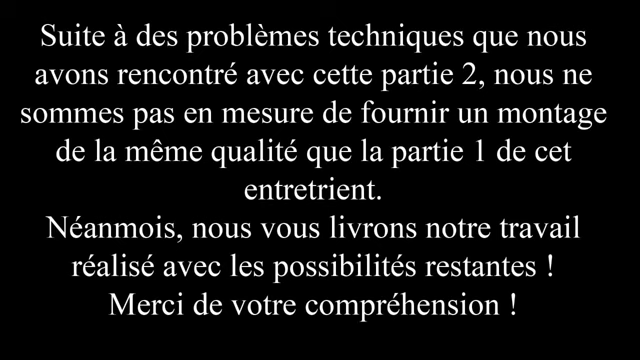 Suite à des problèmes techniques que nous
avons rencontré avec cette partie 2, nous ne
sommes pas en mesure de fournir un montage
de la même qualité que la partie 1 de cet
entretrient.
Néanmois, nous vous livrons notre travail
réalisé avec les possibilités restantes !
Merci de votre compréhension !